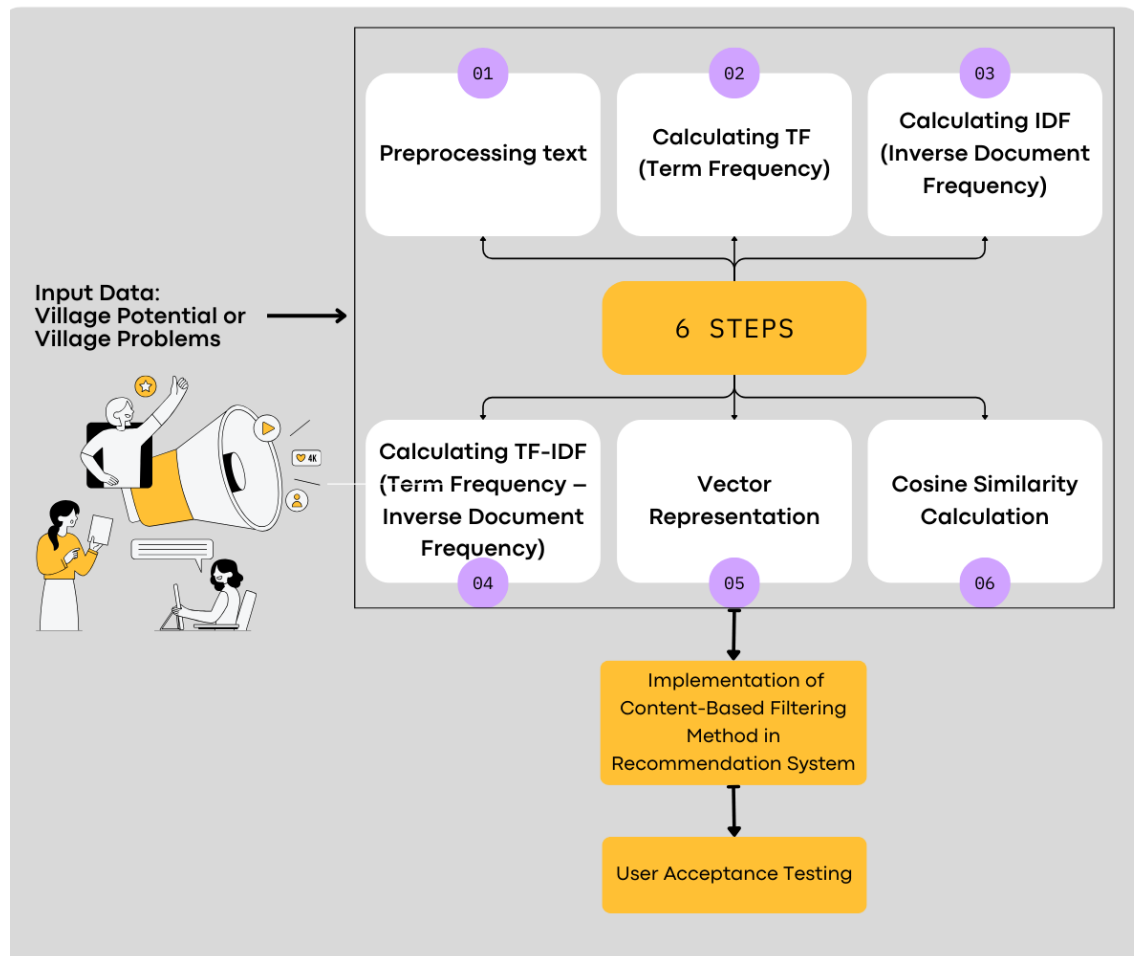 01
Preprocessing text
02
Calculating TF
(Term Frequency)
03
Calculating IDF
(Inverse Document
Frequency)
Input Data:
Village Potential or
Village Problems
6 STEPS
4K
Calculating TF-IDF
(Term Frequency –
Inverse Document
Frequency)
04
Vector
Representation
05
Cosine Similarity
Calculation
06
Implementation of
Content-Based Filtering
Method in
Recommendation System
User Acceptance Testing